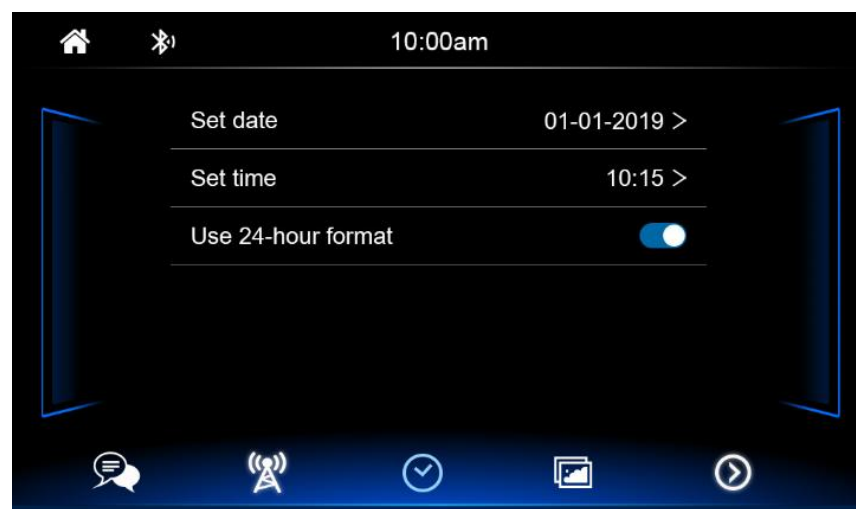 10:00am
Set date 01-01-2019 >
Set time 10:15 >
Use 24-hour format